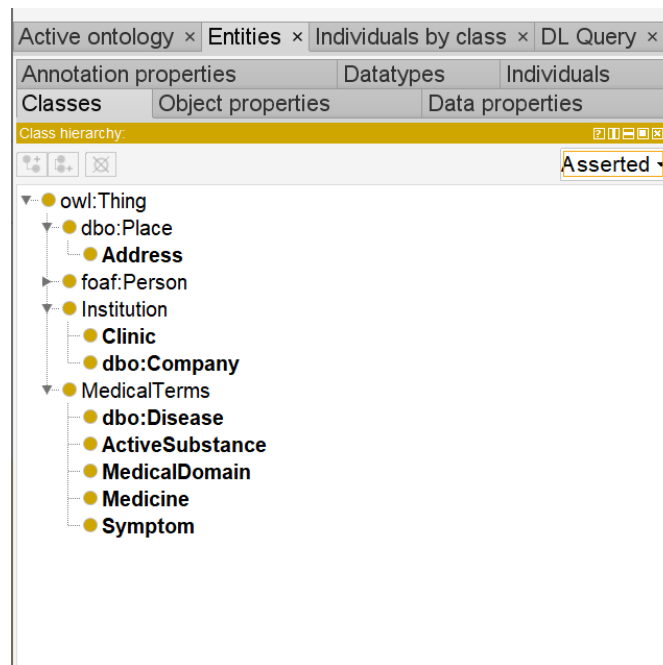 Active ontology × Entities × Individuals by class × DL Query ×
Annotation properties Datatypes Individuals
Classes Object properties Data properties
Class hierarchy:
Asserted
owl:Thing
dbo:Place
Address
foaf:Person
Institution
Clinic
dbo:Company
MedicalTerms
dbo:Disease
ActiveSubstance
MedicalDomain
Medicine
Symptom